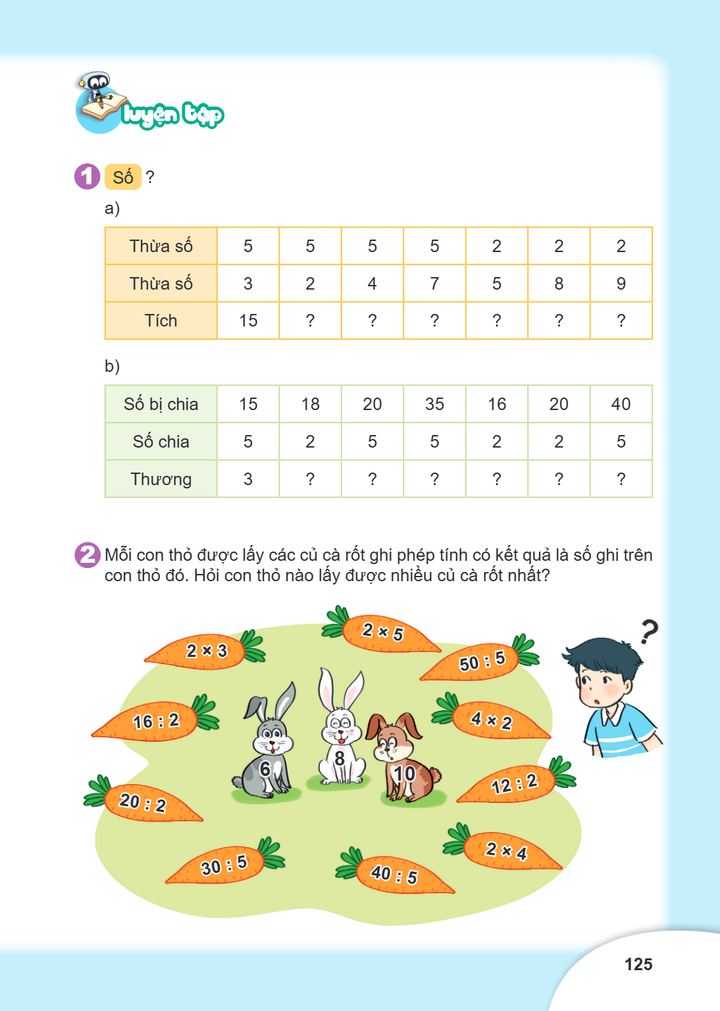 luyện tập
1 Số ?
a)
Thừa số 5 5 5 5 2 2 2
Thừa số 3 2 4 7 5 8 9
Tích 15 ? ? ? ? ? ?
b)
Số bị chia 15 18 20 35 16 20 40
Số chia 5 2 5 5 2 2 5
Thương 3 ? ? ? ? ? ?
2 Mỗi con thỏ được lấy các củ cà rốt ghi phép tính có kết quả là số ghi trên
con thỏ đó. Hỏi con thỏ nào lấy được nhiều củ cà rốt nhất?
2 × 3
2 × 5
50 : 5
?
16 : 2
4 × 2
6
8
10
20 : 2
12 : 2
30 : 5
40 : 5
2 × 4
125